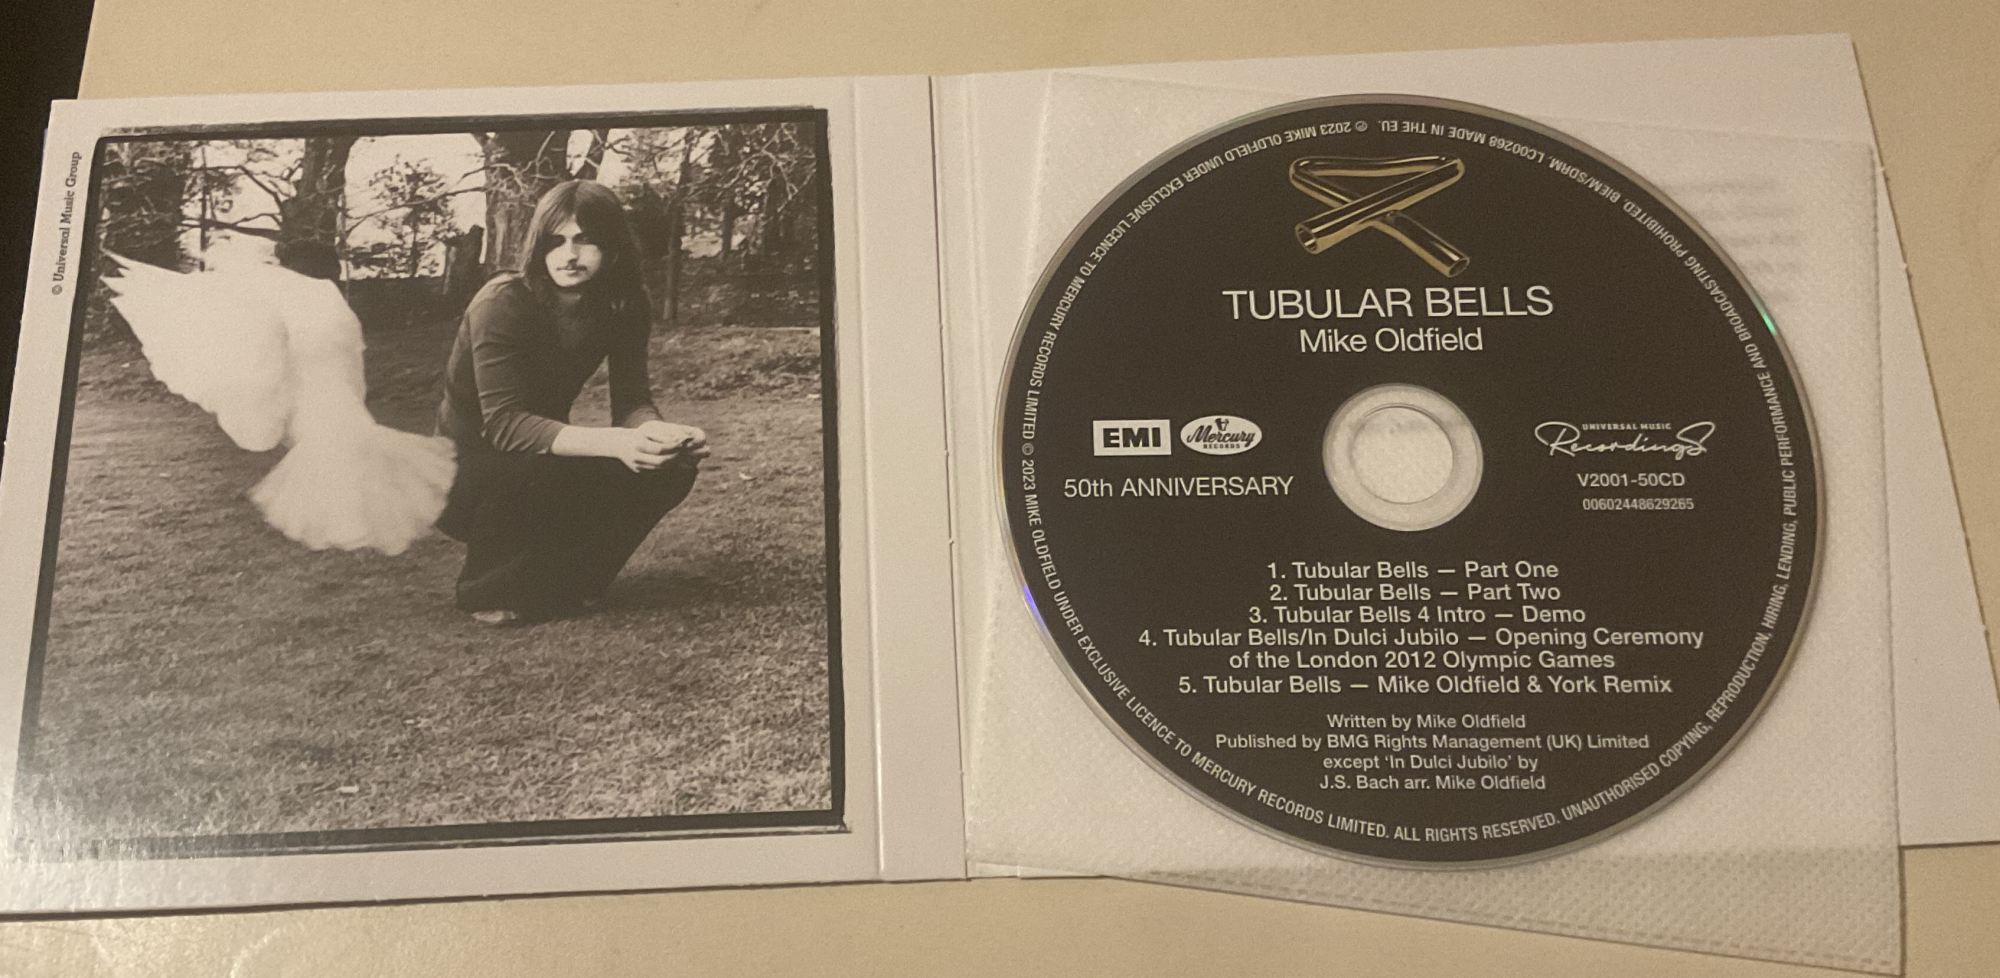 © Universal Music Group
TUBULAR BELLS
Mike Oldfield
EMI
Mercury
RECORDS
50th ANNIVERSARY
UNIVERSAL MUSIC
Recordings
V2001-50CD
00602448629265
1. Tubular Bells — Part One
2. Tubular Bells — Part Two
3. Tubular Bells 4 Intro — Demo
4. Tubular Bells/In Dulci Jubilo — Opening Ceremony
of the London 2012 Olympic Games
5. Tubular Bells — Mike Oldfield & York Remix
Written by Mike Oldfield
Published by BMG Rights Management (UK) Limited
except ‘In Dulci Jubilo’ by
J.S. Bach arr. Mike Oldfield
℗ 2023 MIKE OLDFIELD UNDER EXCLUSIVE LICENCE TO MERCURY RECORDS LIMITED © 2023 MIKE OLDFIELD UNDER EXCLUSIVE LICENCE TO MERCURY RECORDS LIMITED. ALL RIGHTS RESERVED. UNAUTHORISED COPYING, REPRODUCTION, HIRING, LENDING, PUBLIC PERFORMANCE AND BROADCASTING PROHIBITED. BIEM/SDRM. LC00268 MADE IN THE EU.